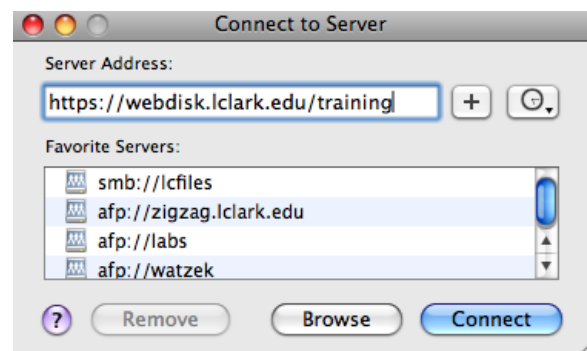 Connect to Server
Server Address:
https://webdisk.lclark.edu/training
+
Favorite Servers:
smb://lcfiles
afp://zigzag.lclark.edu
afp://labs
afp://watzek
? Remove Browse Connect